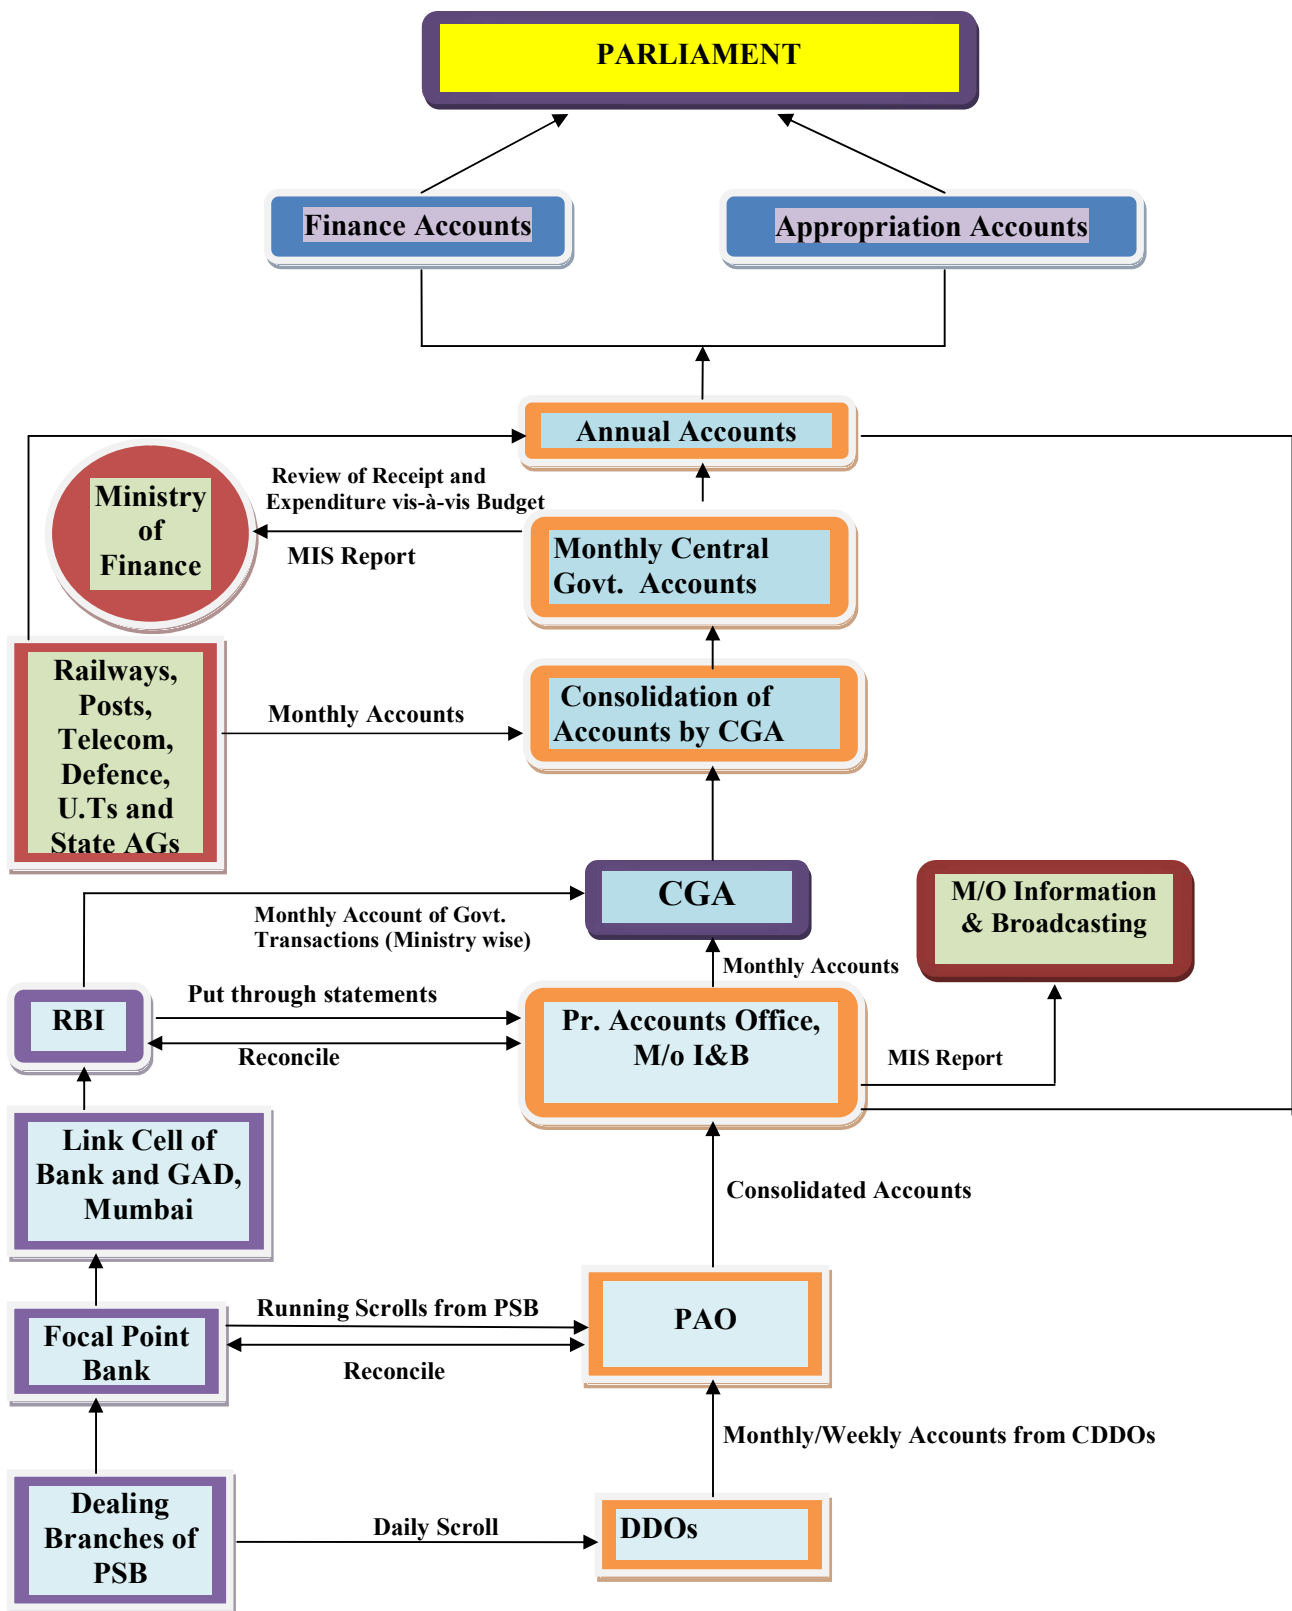 PARLIAMENT
Finance Accounts
Appropriation Accounts
Annual Accounts
Review of Receipt and
Expenditure vis-à-vis Budget
MIS Report
Ministry
of
Finance
Monthly Central
Govt. Accounts
Railways,
Posts,
Telecom,
Defence,
U.Ts and
State AGs
Monthly Accounts
Consolidation of
Accounts by CGA
CGA
M/O Information
& Broadcasting
Monthly Account of Govt.
Transactions (Ministry wise)
Monthly Accounts
RBI
Put through statements
Reconcile
Pr. Accounts Office,
M/o I&B
MIS Report
Link Cell of
Bank and GAD,
Mumbai
Consolidated Accounts
Focal Point
Bank
Running Scrolls from PSB
Reconcile
PAO
Monthly/Weekly Accounts from CDDOs
Dealing
Branches of
PSB
Daily Scroll
DDOs